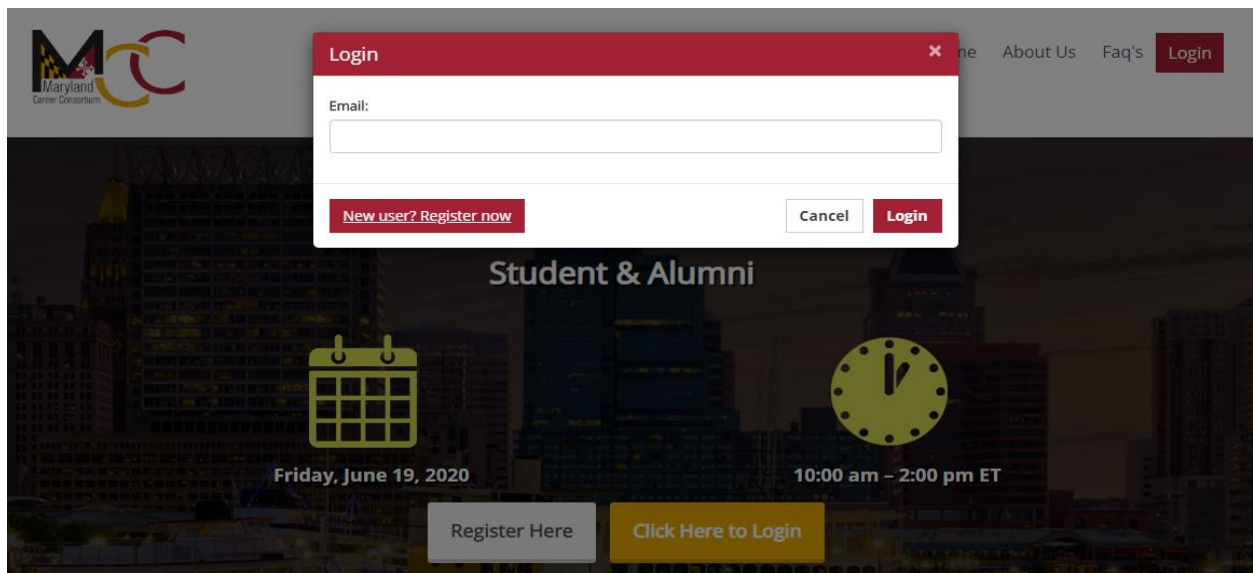 Maryland
Career Consortium
Login ×
me About Us Faq's Login
Email:
New user? Register now Cancel Login
Student & Alumni
Friday, June 19, 2020 10:00 am – 2:00 pm ET
Register Here Click Here to Login